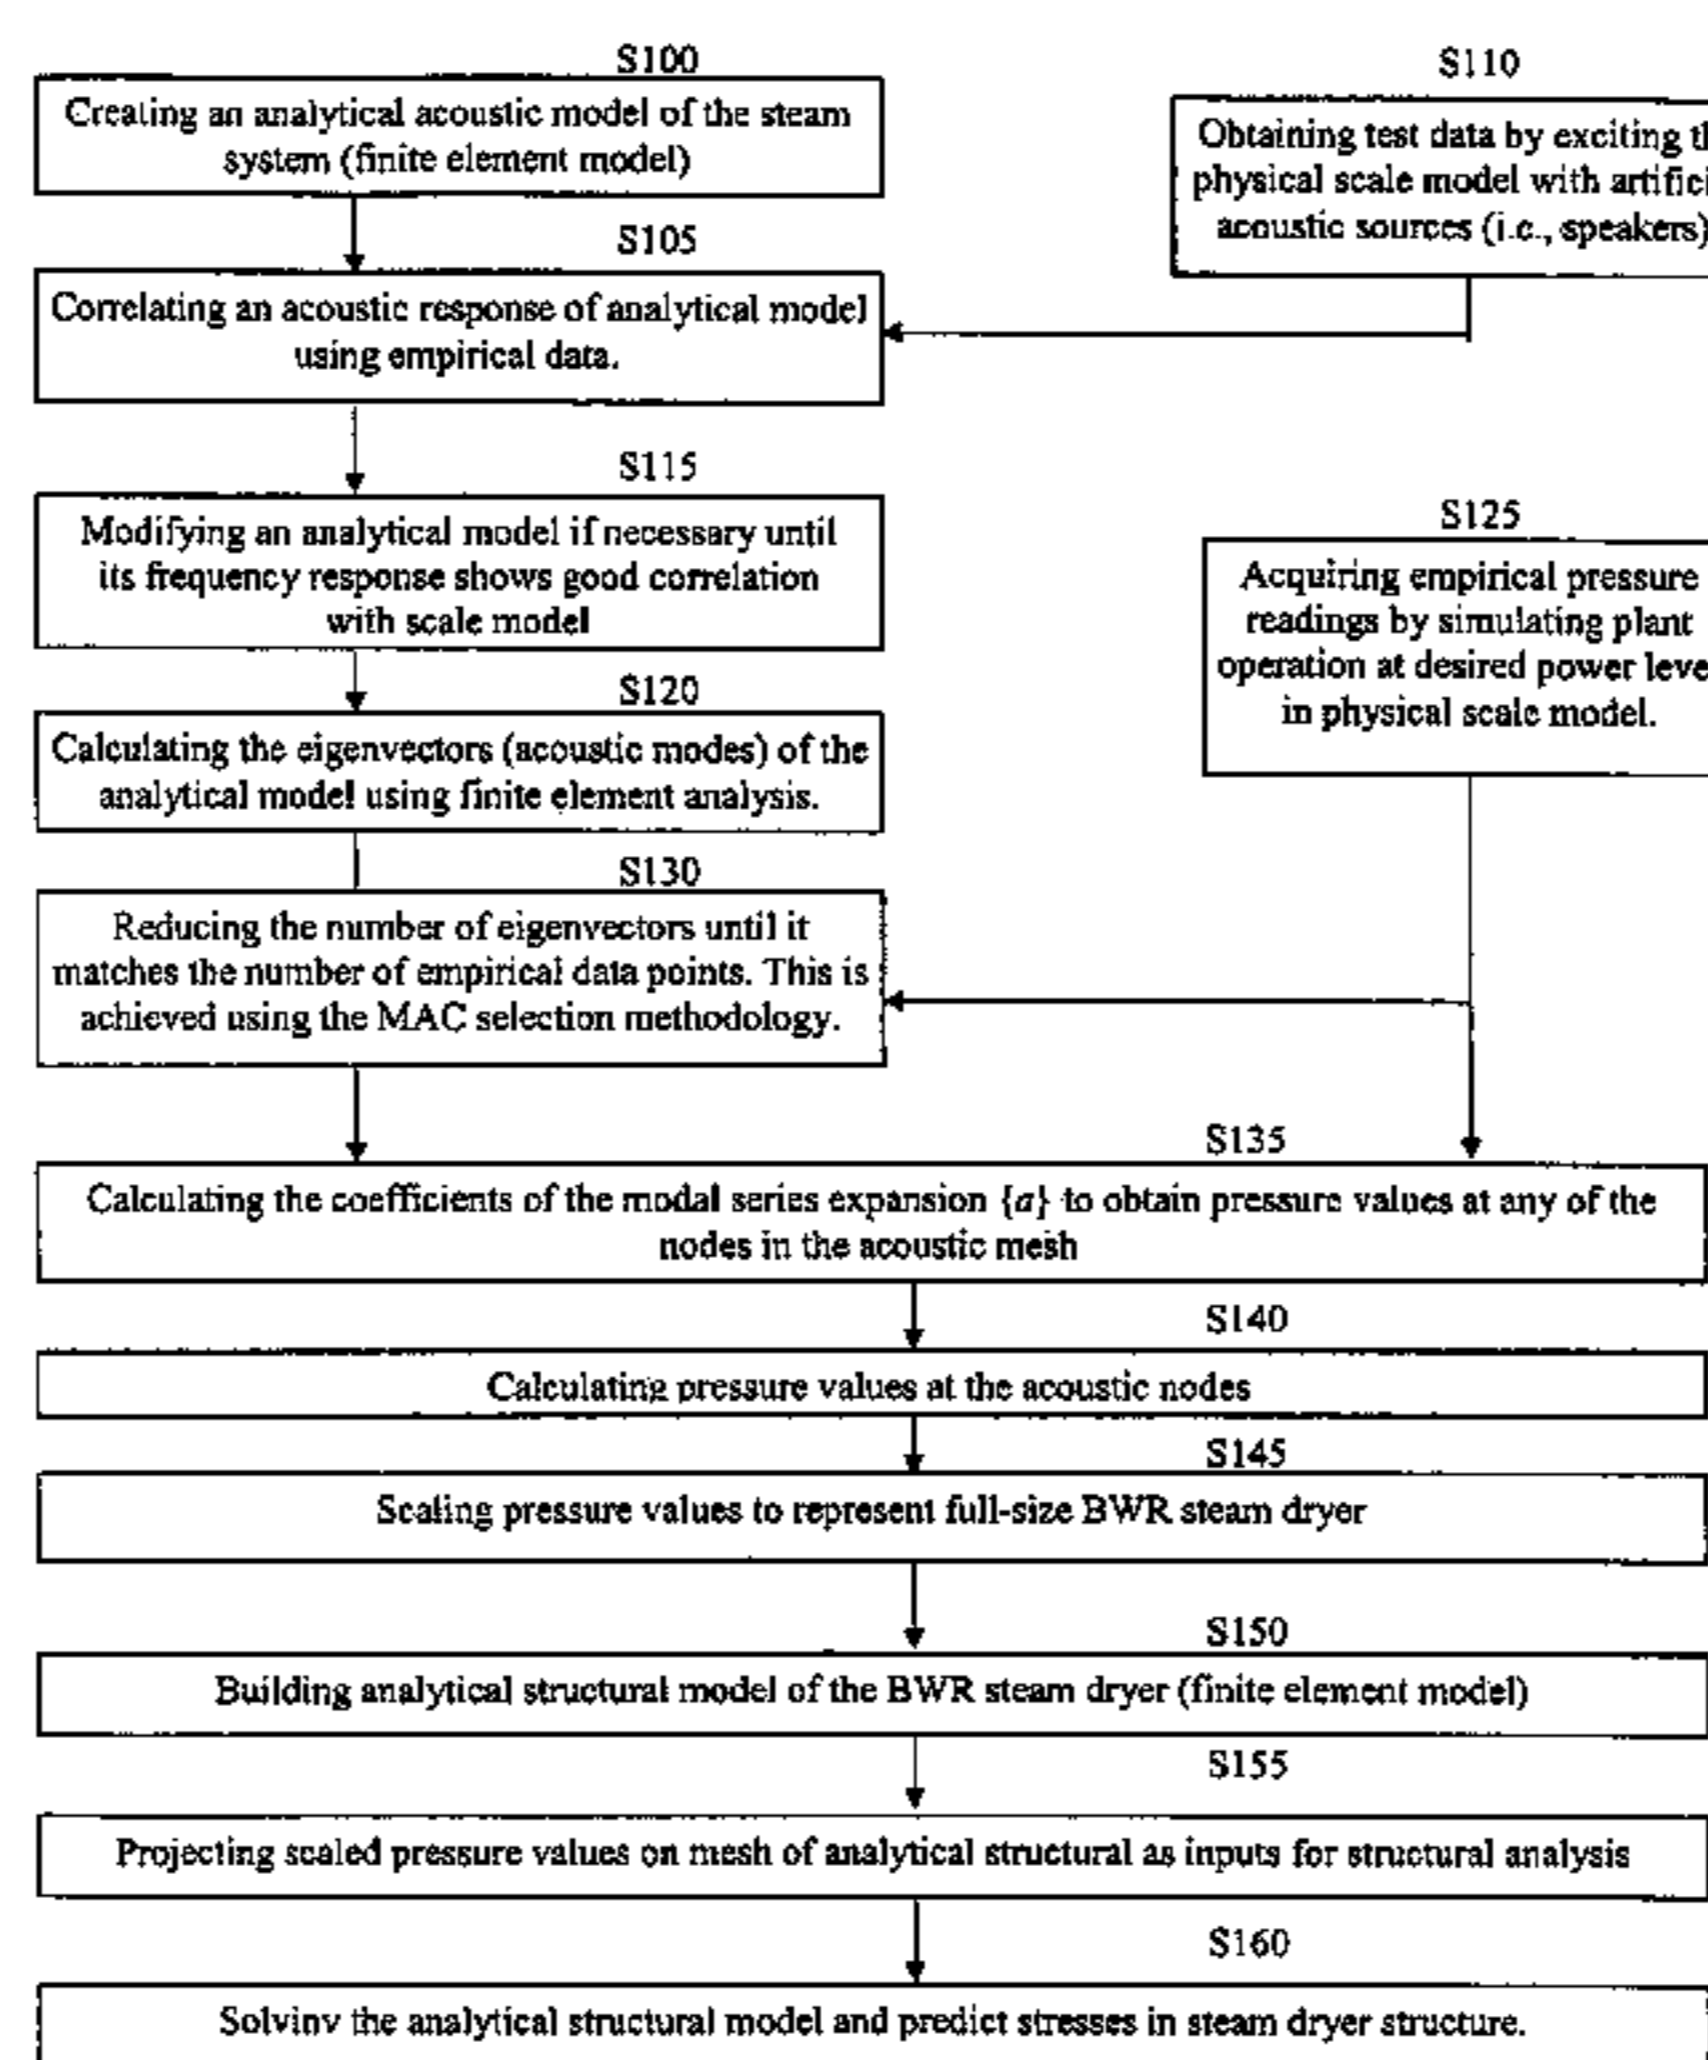 S100
Creating an analytical acoustic model of the steam
system (finite element model)
S110
Obtaining test data by exciting
physical scale model with
acoustic sources (i.e., speakers)
S105
Correlating an acoustic response of analytical model
using empirical data.
S115
Modifying an analytical model if necessary until
its frequency response shows good correlation
with scale model
S125
Acquiring empirical pressure
readings by simulating plant
operation at desired power
in physical scale model.
S120
Calculating the eigenvectors (acoustic modes) of the
analytical model using finite element analysis.
S130
Reducing the number of eigenvectors until it
matches the number of empirical data points. This is
achieved using the MAC selection methodology.
S135
Calculating the coefficients of the modal series expansion {a} to obtain pressure values at any of the
nodes in the acoustic mesh
S140
Calculating pressure values at the acoustic nodes
S145
Scaling pressure values to represent full-size BWR steam dryer
S150
Building analytical structural model of the BWR steam dryer (finite element model)
S155
Projecting scaled pressure values on mesh of analytical structural as inputs for structural analysis
S160
Solvinv the analytical structural model and predict stresses in steam dryer structure.